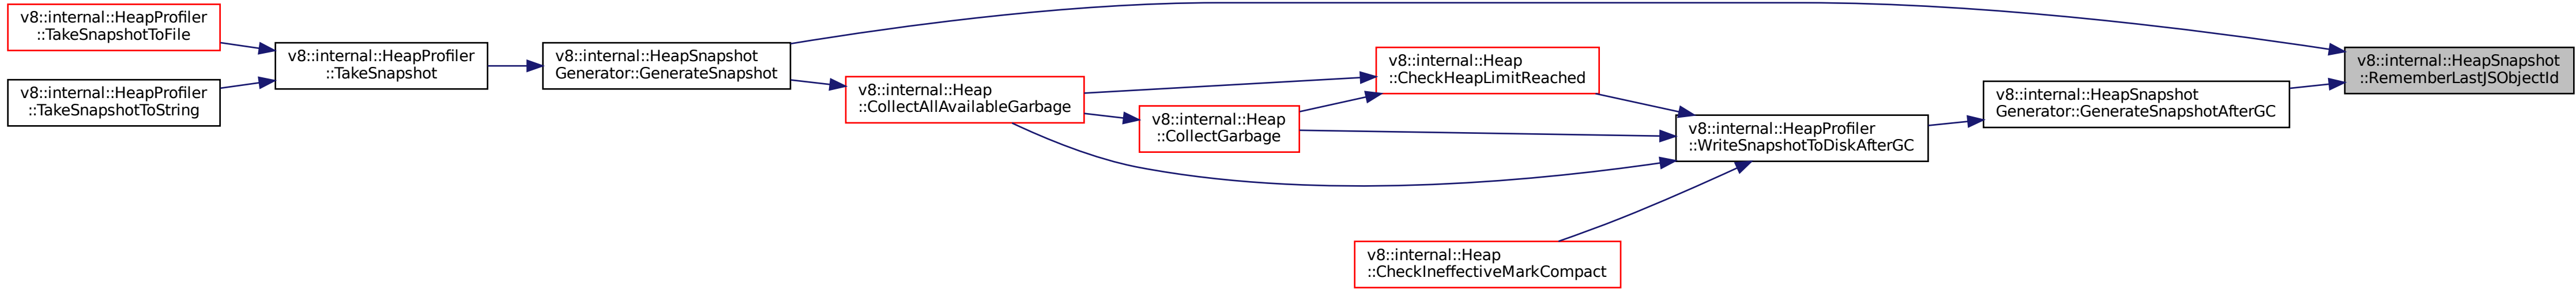 v8::internal::HeapProfiler
::TakeSnapshotToFile
v8::internal::HeapProfiler
::TakeSnapshotToString
v8::internal::HeapProfiler
::TakeSnapshot
v8::internal::HeapSnapshot
Generator::GenerateSnapshot
v8::internal::Heap
::CollectAllAvailableGarbage
v8::internal::Heap
::CollectGarbage
v8::internal::Heap
::CheckHeapLimitReached
v8::internal::Heap
::CheckIneffectiveMarkCompact
v8::internal::HeapProfiler
::WriteSnapshotToDiskAfterGC
v8::internal::HeapSnapshot
Generator::GenerateSnapshotAfterGC
v8::internal::HeapSnapshot
::RememberLastJSObjectId